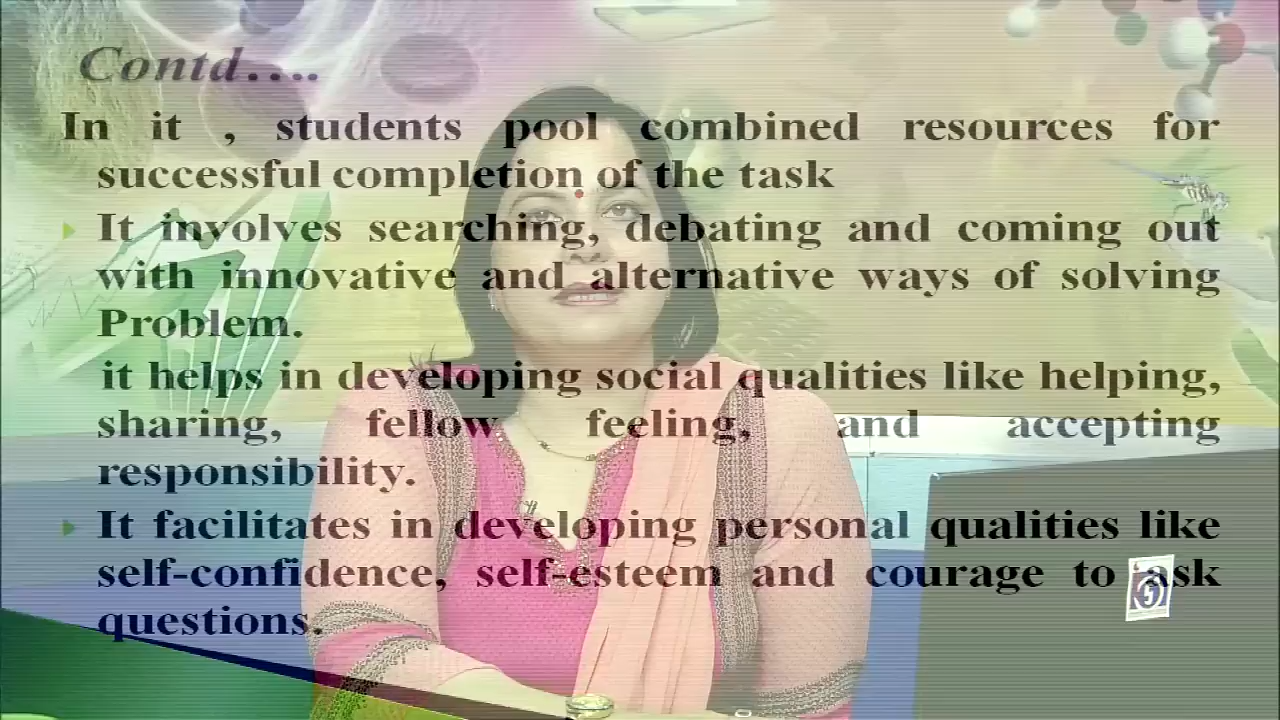 Contd....
In it , students pool combined resources for
successful completion of the task
It involves searching, debating and coming out
with innovative and alternative ways of solving
Problem.
it helps in developing social qualities like helping,
sharing, fellow feeling, and accepting
responsibility.
It facilitates in developing personal qualities like
self-confidence, self-esteem and courage to ask
questions.